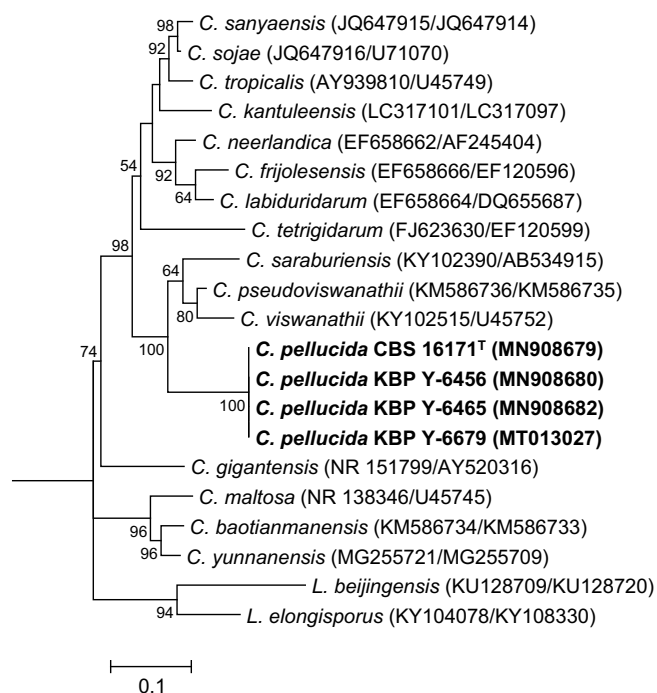 98
C. sanyaensis (JQ647915/JQ647914)
92
C. sojae (JQ647916/U71070)
C. tropicalis (AY939810/U45749)
C. kantuleensis (LC317101/LC317097)
C. neerlandica (EF658662/AF245404)
54
92
C. frijolesensis (EF658666/EF120596)
64
C. labiduridarum (EF658664/DQ655687)
C. tetrigidarum (FJ623630/EF120599)
98
C. saraburiensis (KY102390/AB534915)
64
C. pseudoviswanathii (KM586736/KM586735)
80
C. viswanathii (KY102515/U45752)
100
C. pellucida CBS 16171ᵀ (MN908679)
74
C. pellucida KBP Y-6456 (MN908680)
100
C. pellucida KBP Y-6465 (MN908682)
C. pellucida KBP Y-6679 (MT013027)
C. gigantensis (NR 151799/AY520316)
C. maltosa (NR 138346/U45745)
96
C. baotianmanensis (KM586734/KM586733)
96
C. yunnanensis (MG255721/MG255709)
L. beijingensis (KU128709/KU128720)
94
L. elongisporus (KY104078/KY108330)
0.1